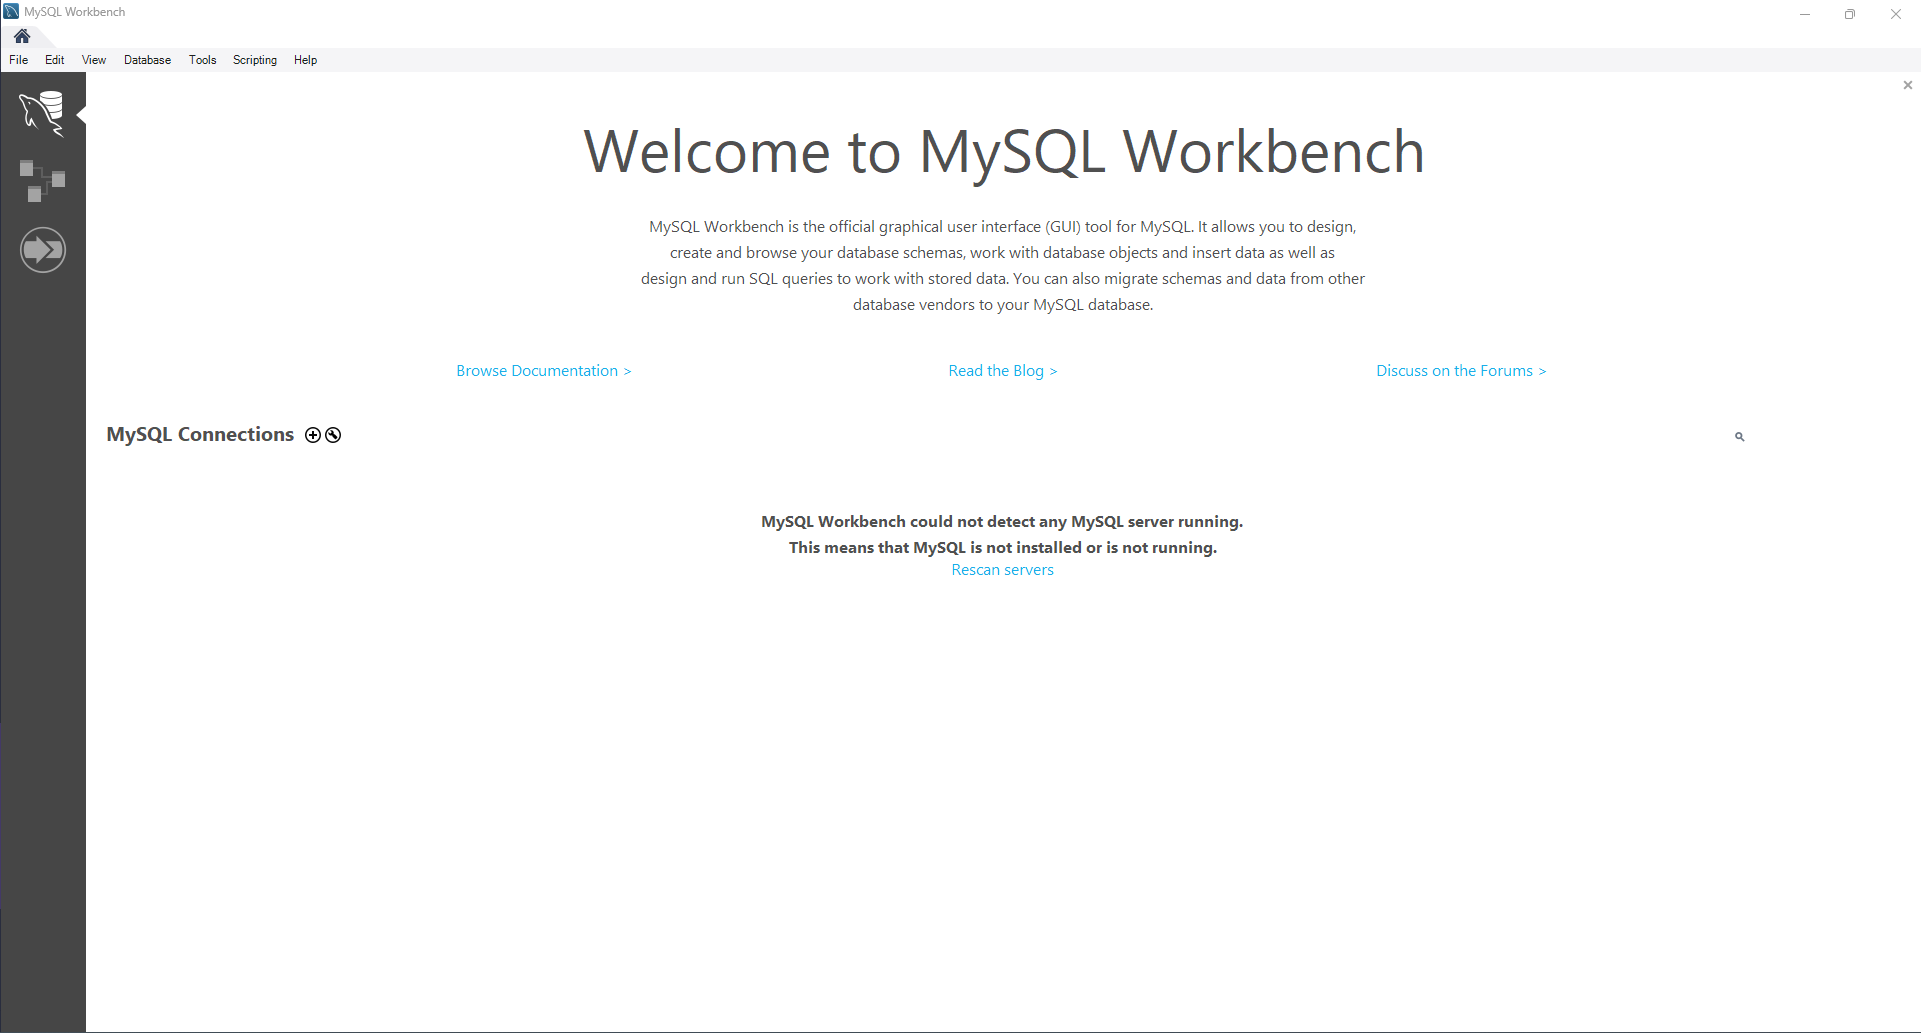 MySQL Workbench
File Edit View Database Tools Scripting Help
Welcome to MySQL Workbench
MySQL Workbench is the official graphical user interface (GUI) tool for MySQL. It allows you to design,
create and browse your database schemas, work with database objects and insert data as well as
design and run SQL queries to work with stored data. You can also migrate schemas and data from other
database vendors to your MySQL database.
Browse Documentation > Read the Blog > Discuss on the Forums >
MySQL Connections
MySQL Workbench could not detect any MySQL server running.
This means that MySQL is not installed or is not running.
Rescan servers